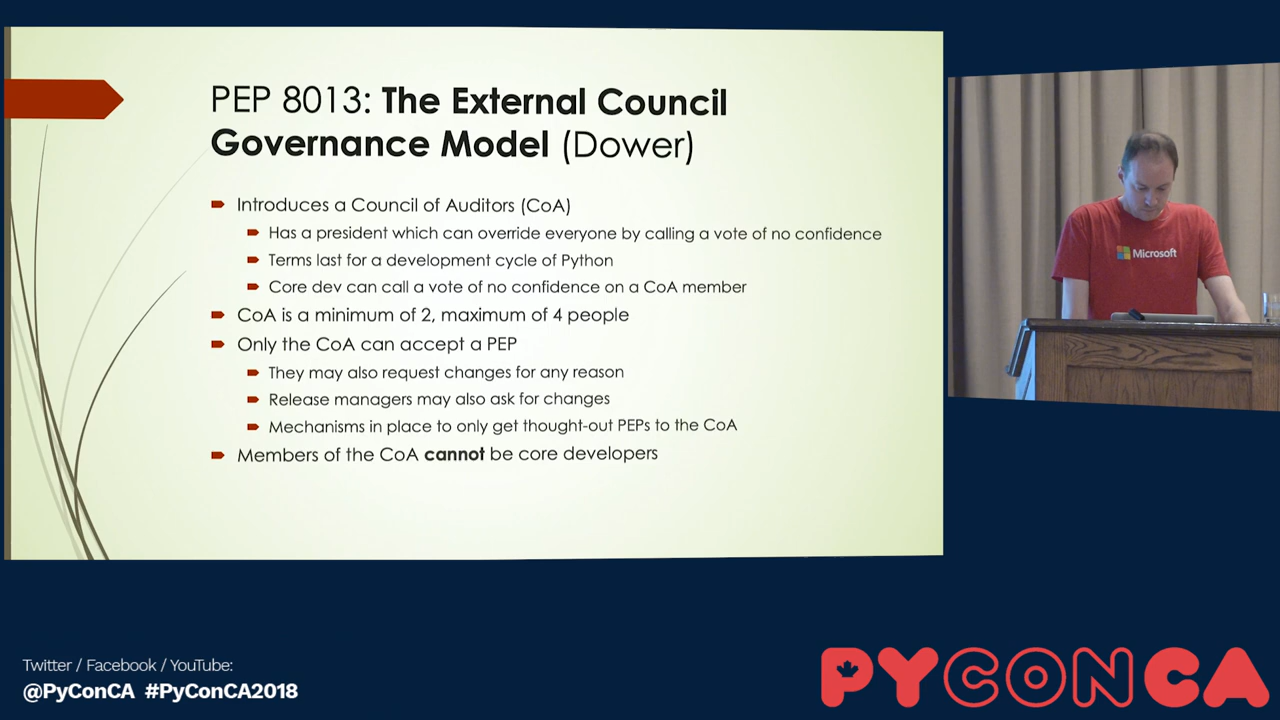 PEP 8013: The External Council
Governance Model (Dower)
Introduces a Council of Auditors (CoA)
Has a president which can override everyone by calling a vote of no confidence
Terms last for a development cycle of Python
Core dev can call a vote of no confidence on a CoA member
CoA is a minimum of 2, maximum of 4 people
Only the CoA can accept a PEP
They may also request changes for any reason
Release managers may also ask for changes
Mechanisms in place to only get thought-out PEPs to the CoA
Members of the CoA cannot be core developers
Microsoft
Twitter / Facebook / YouTube:
@PyConCA #PyConCA2018
PYCONCA